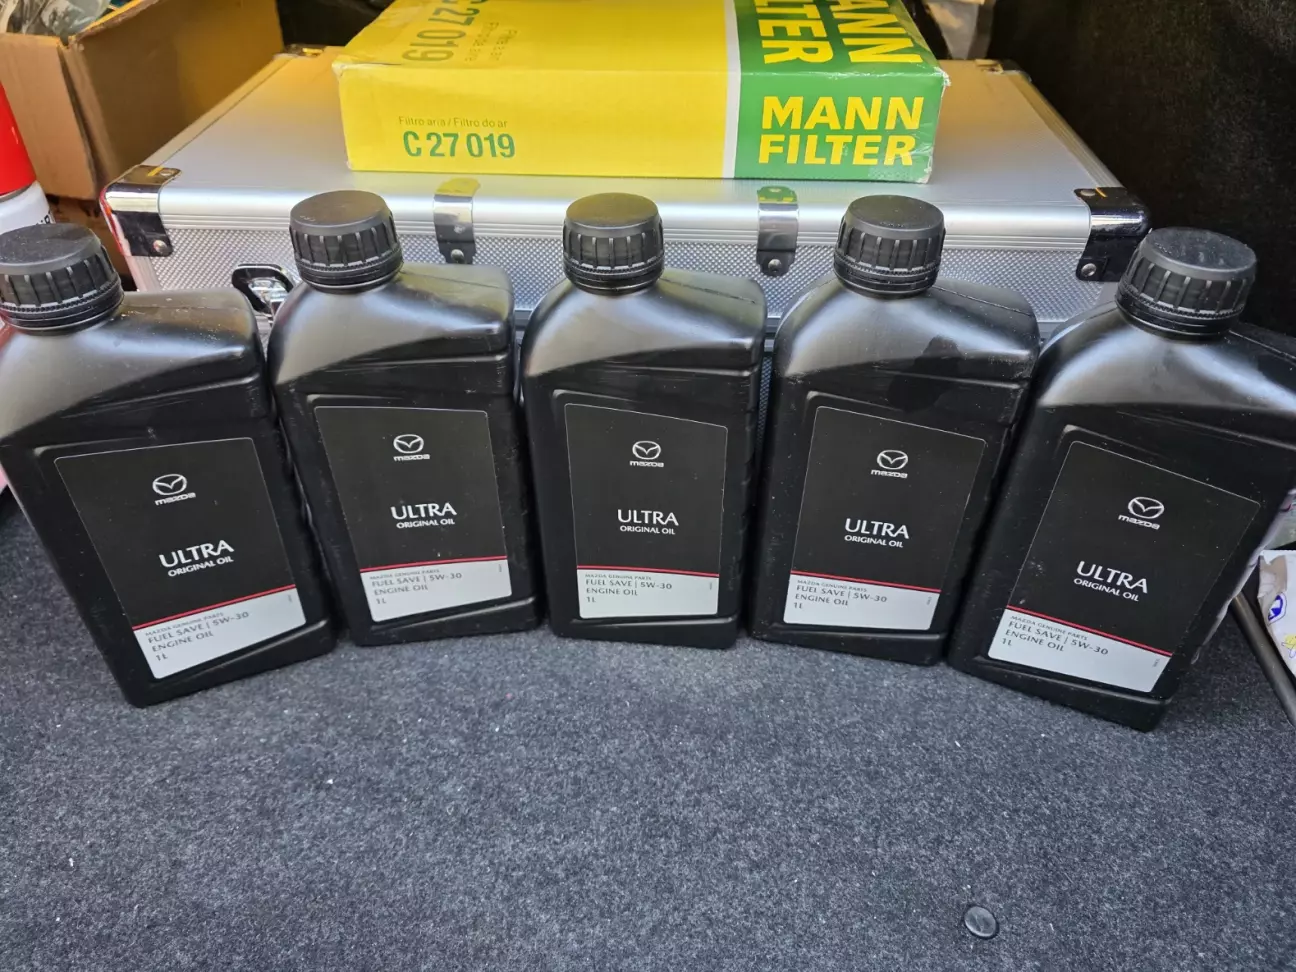 C27 019
MANN
FILTER
Filtro aria / Filtro do ar
C 27 019
MANN
FILTER
mazda
ULTRA
ORIGINAL OIL
MAZDA GENUINE PARTS
FUEL SAVE | 5W-30
ENGINE OIL
1L
mazda
ULTRA
ORIGINAL OIL
MAZDA GENUINE PARTS
FUEL SAVE | 5W-30
ENGINE OIL
1L
mazda
ULTRA
ORIGINAL OIL
MAZDA GENUINE PARTS
FUEL SAVE | 5W-30
ENGINE OIL
1L
mazda
ULTRA
ORIGINAL OIL
MAZDA GENUINE PARTS
FUEL SAVE | 5W-30
ENGINE OIL
1L
mazda
ULTRA
ORIGINAL OIL
MAZDA GENUINE PARTS
FUEL SAVE | 5W-30
ENGINE OIL
1L